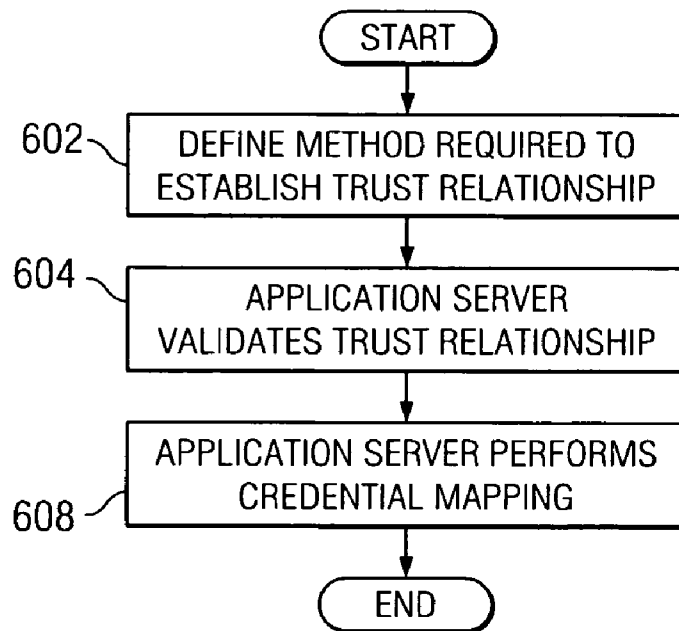 START
602
DEFINE METHOD REQUIRED TO
ESTABLISH TRUST RELATIONSHIP
604
APPLICATION SERVER
VALIDATES TRUST RELATIONSHIP
APPLICATION SERVER PERFORMS
CREDENTIAL MAPPING
608
END